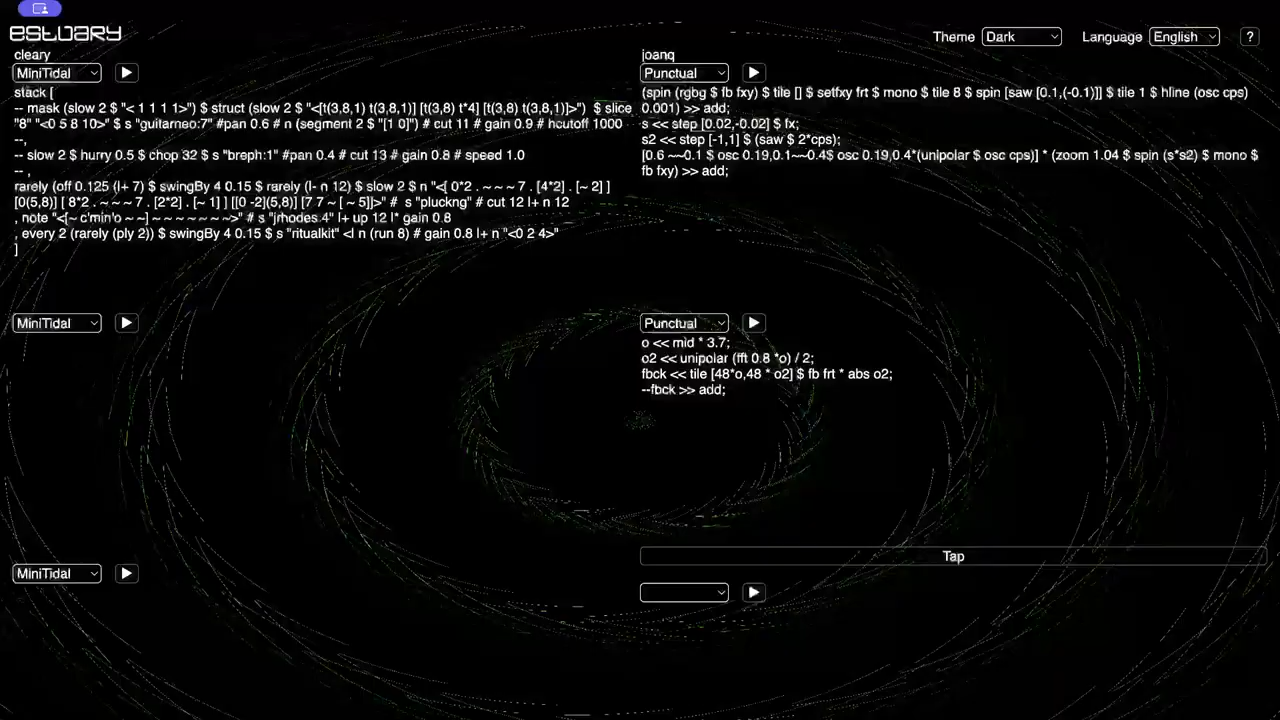 estuary
Theme Dark Language English ?
cleary
MiniTidal
stack [
-- mask (slow 2 $ "< 1 1 1 1>") $ struct (slow 2 $ "<[t(3,8,1) t(3,8,1)] [t(3,8) t*4] [t(3,8) t(3,8,1)]>")  $ slice
"8" "<0 5 8 10>" $ s "guitarneo:7" #pan 0.6 # n (segment 2 $ "[1 0]") # cut 11 # gain 0.9 # hcutoff 1000
--,
-- slow 2 $ hurry 0.5 $ chop 32 $ s "breph:1" #pan 0.4 # cut 13 # gain 0.8 # speed 1.0
-- ,
rarely (off 0.125 (|+ 7) $ swingBy 4 0.15 $ rarely (|- n 12) $ slow 2 $ n "<[ 0*2 . ~ ~ ~ 7 . [4*2] . [~ 2] ]
[0(5,8)] [ 8*2 . ~ ~ ~ 7 . [2*2] . [~ 1] ] [[0 -2](5,8)] [7 7 ~ [ ~ 5]]>" #  s "pluckng" # cut 12 |+ n 12
, note "<[~ c'min'o ~ ~] ~ ~ ~ ~ ~ ~ ~>" # s "jrhodes:4" |+ up 12 |* gain 0.8
, every 2 (rarely (ply 2)) $ swingBy 4 0.15 $ s "ritualkit" <| n (run 8) # gain 0.8 |+ n "<0 2 4>"
]
MiniTidal
MiniTidal
joanq
Punctual
(spin (rgbg $ fb fxy) $ tile [] $ setfxy frt $ mono $ tile 8 $ spin [saw [0.1,(-0.1)]] $ tile 1 $ hline (osc cps)
0.001) >> add;
s << step [0.02,-0.02] $ fx;
s2 << step [-1,1] $ (saw $ 2*cps);
[0.6 ~~0.1 $ osc 0.19,0.1~~0.4$ osc 0.19,0.4*(unipolar $ osc cps)] * (zoom 1.04 $ spin (s*s2) $ mono $
fb fxy) >> add;
Punctual
o << mid * 3.7;
o2 << unipolar (fft 0.8 *o) / 2;
fbck << tile [48*o,48 * o2] $ fb frt * abs o2;
--fbck >> add;
Tap